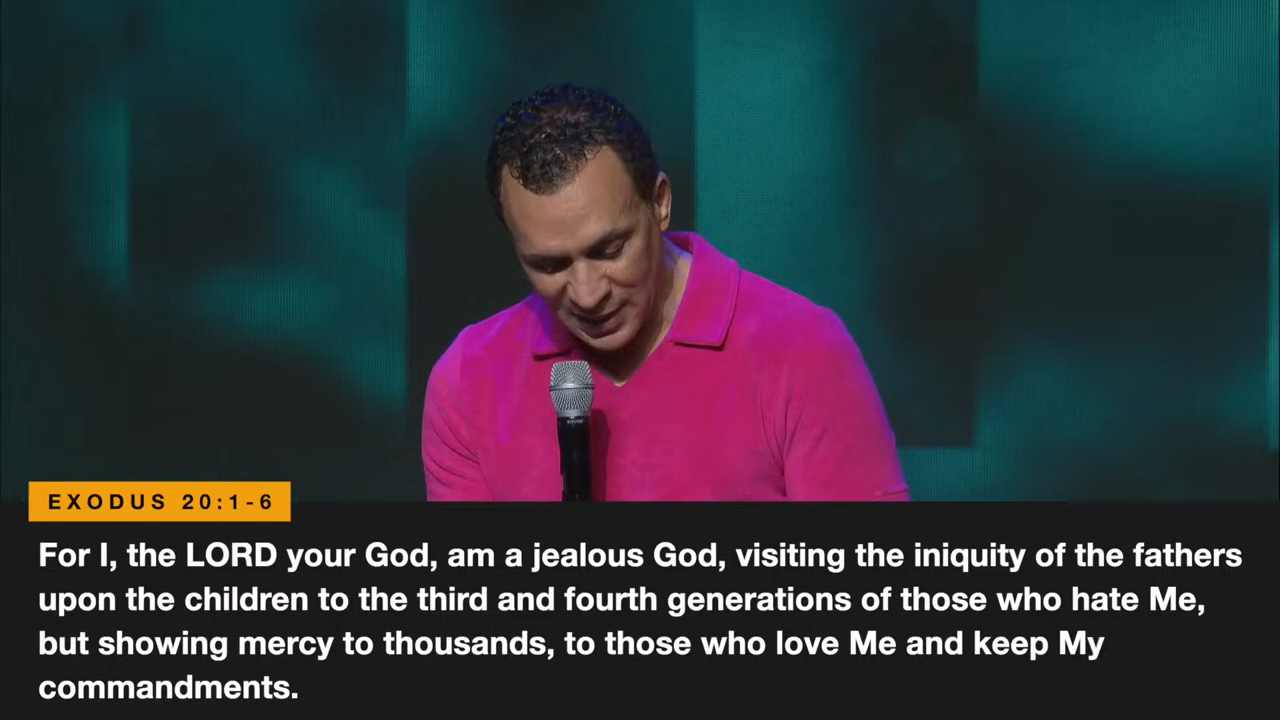 EXODUS 20:1-6
For I, the LORD your God, am a jealous God, visiting the iniquity of the fathers
upon the children to the third and fourth generations of those who hate Me,
but showing mercy to thousands, to those who love Me and keep My
commandments.